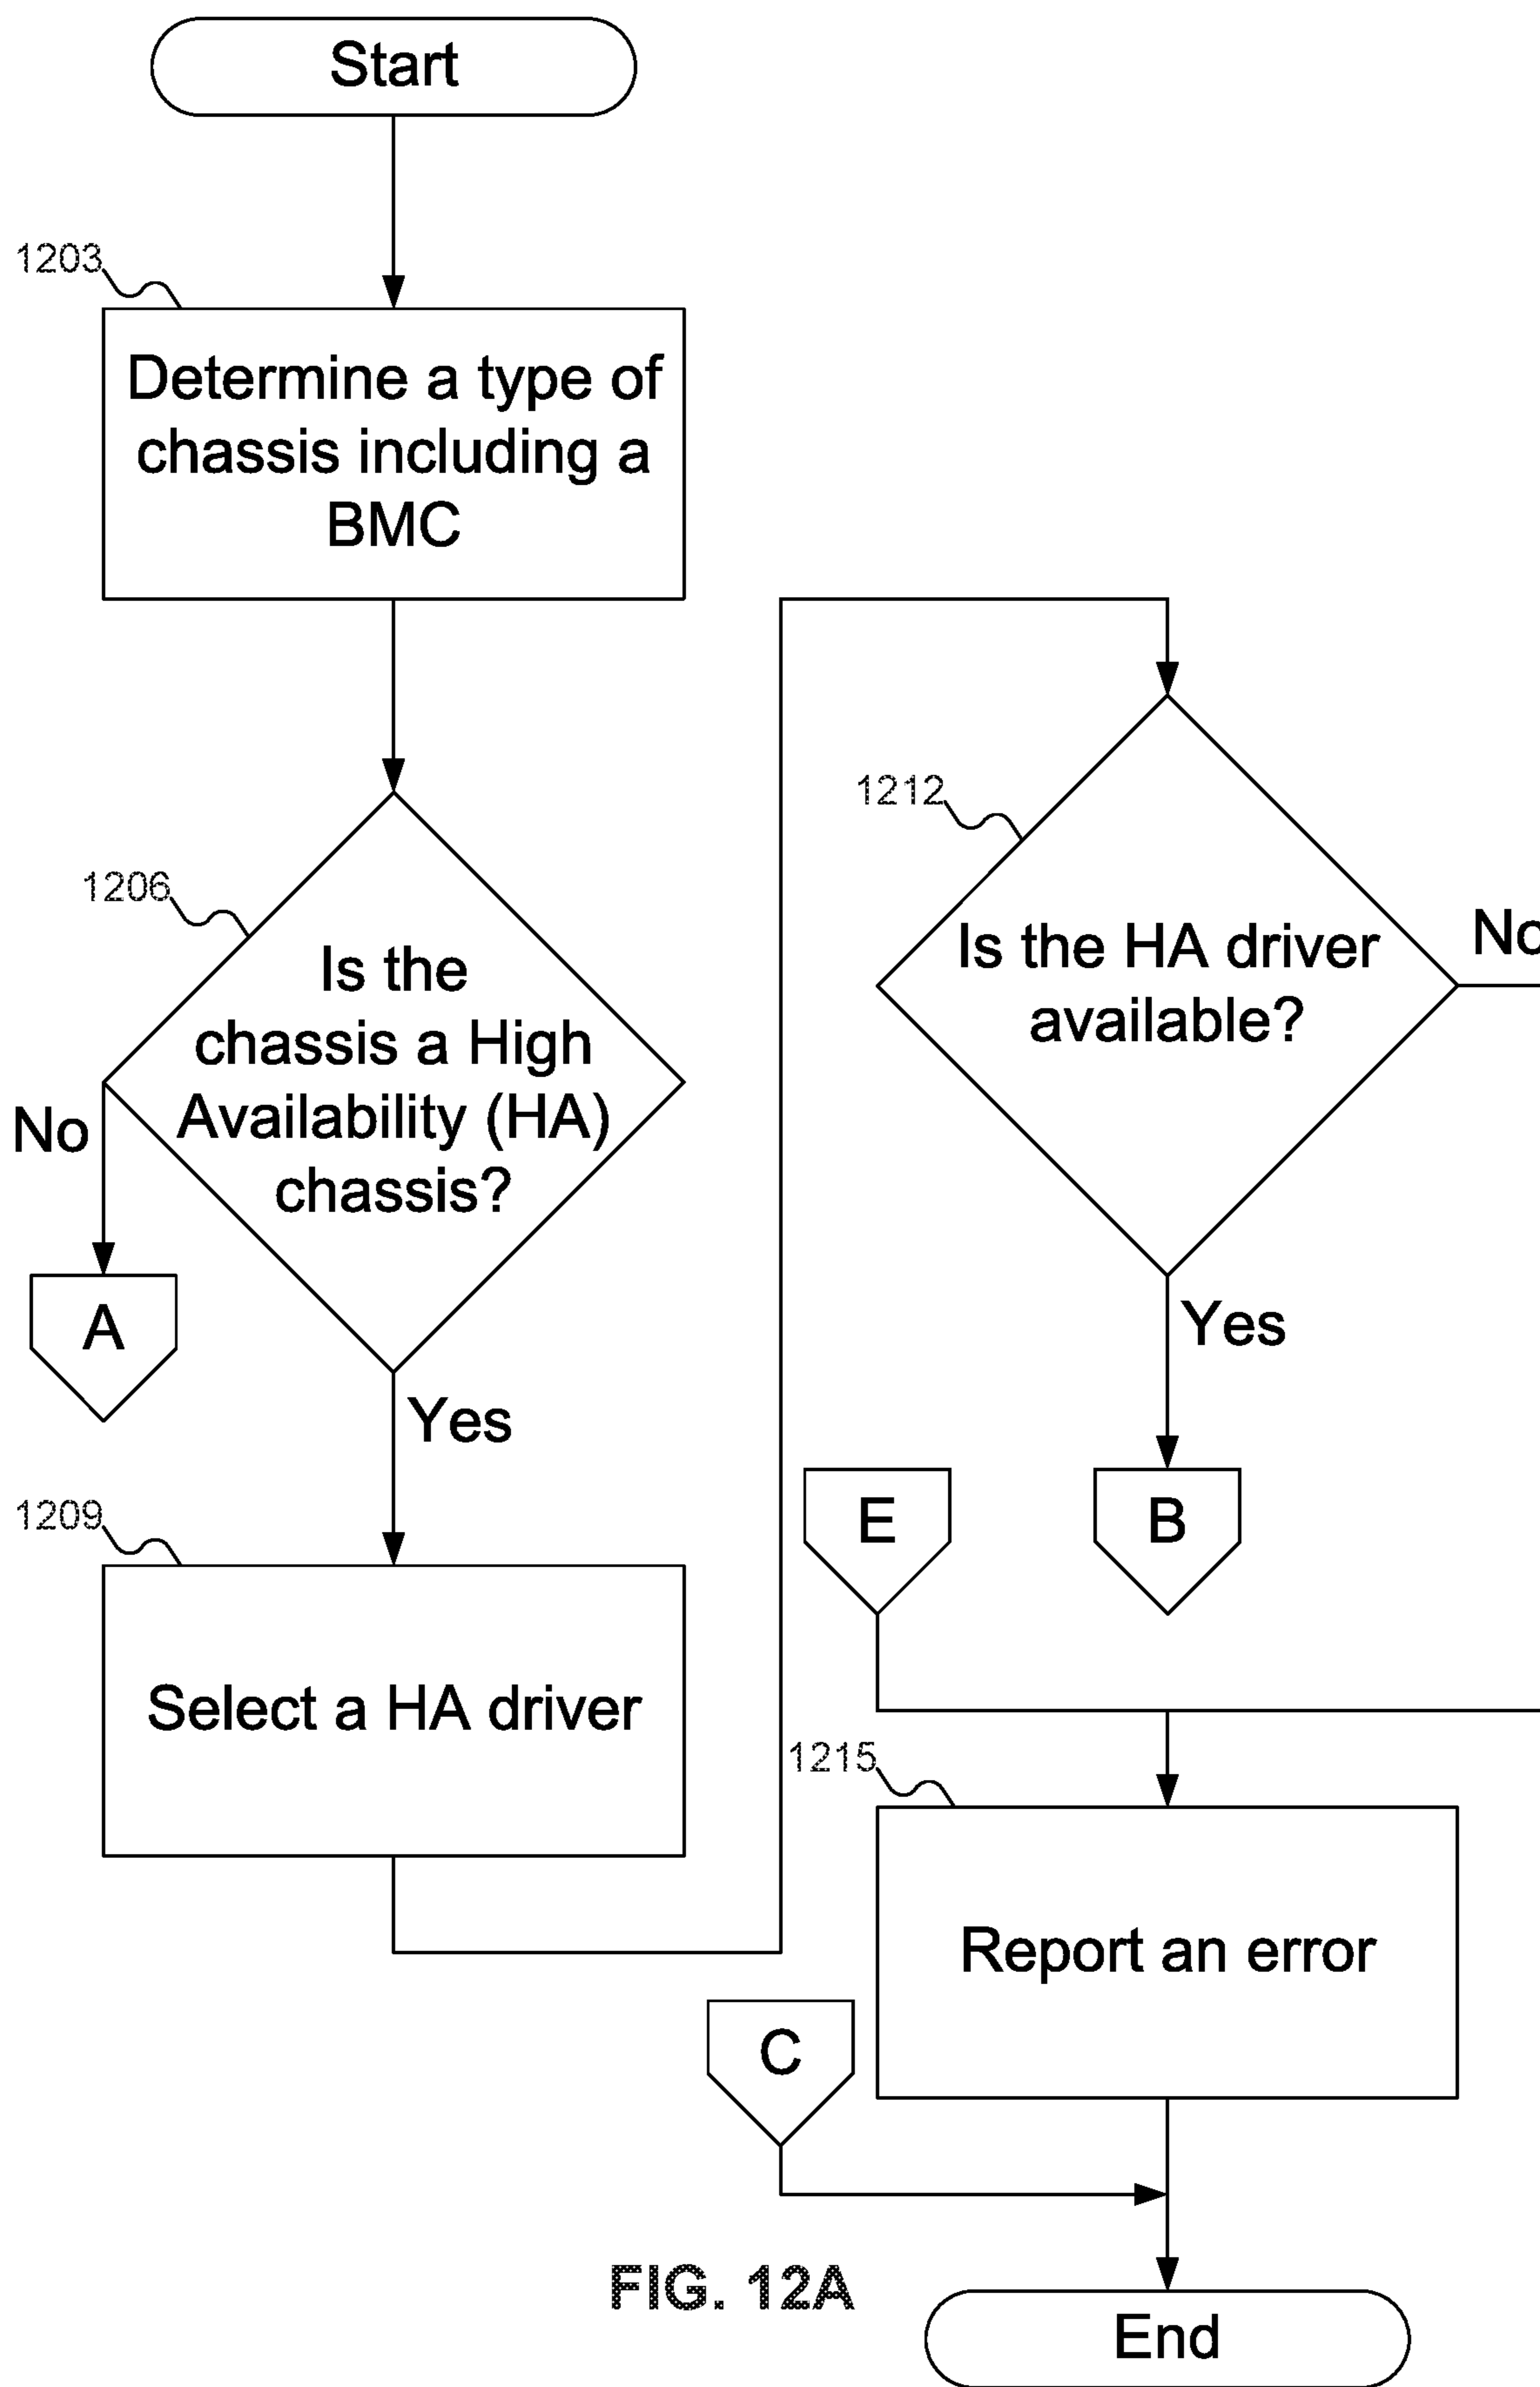 Start
1203
Determine a type of
chassis including a
BMC
1206
Is the
chassis a High
Availability (HA)
chassis?
No
A
Yes
1209
Select a HA driver
1212
Is the HA driver
available?
No
Yes
E
B
1215
Report an error
C
FIG. 12A
End